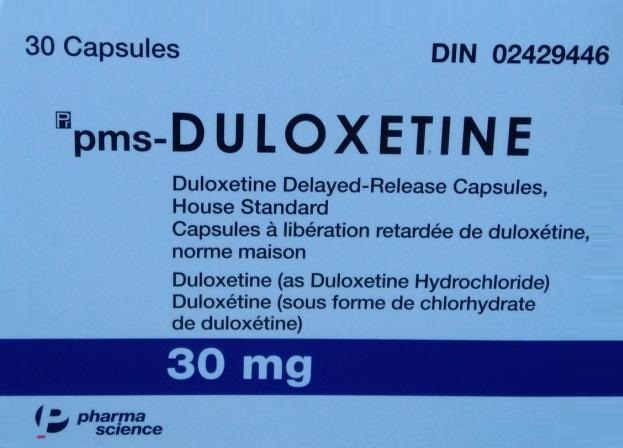 30 Capsules
DIN 02429446
Pr pms-DULOXETINE
Duloxetine Delayed-Release Capsules,
House Standard
Capsules à libération retardée de duloxétine,
norme maison
Duloxetine (as Duloxetine Hydrochloride)
Duloxétine (sous forme de chlorhydrate
de duloxétine)
30 mg
pharma
science